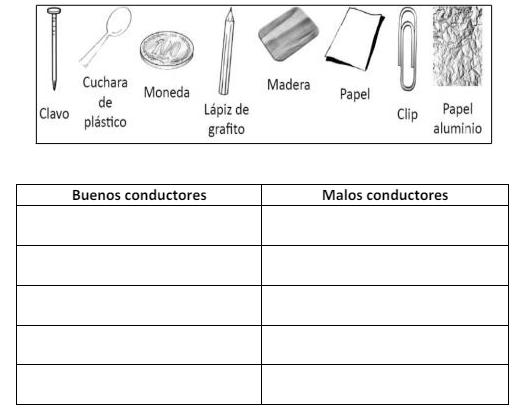 Clavo
Cuchara
de
plástico
Moneda
Lápiz de
grafito
Madera
Papel
Clip
Papel
aluminio
Buenos conductores
Malos conductores